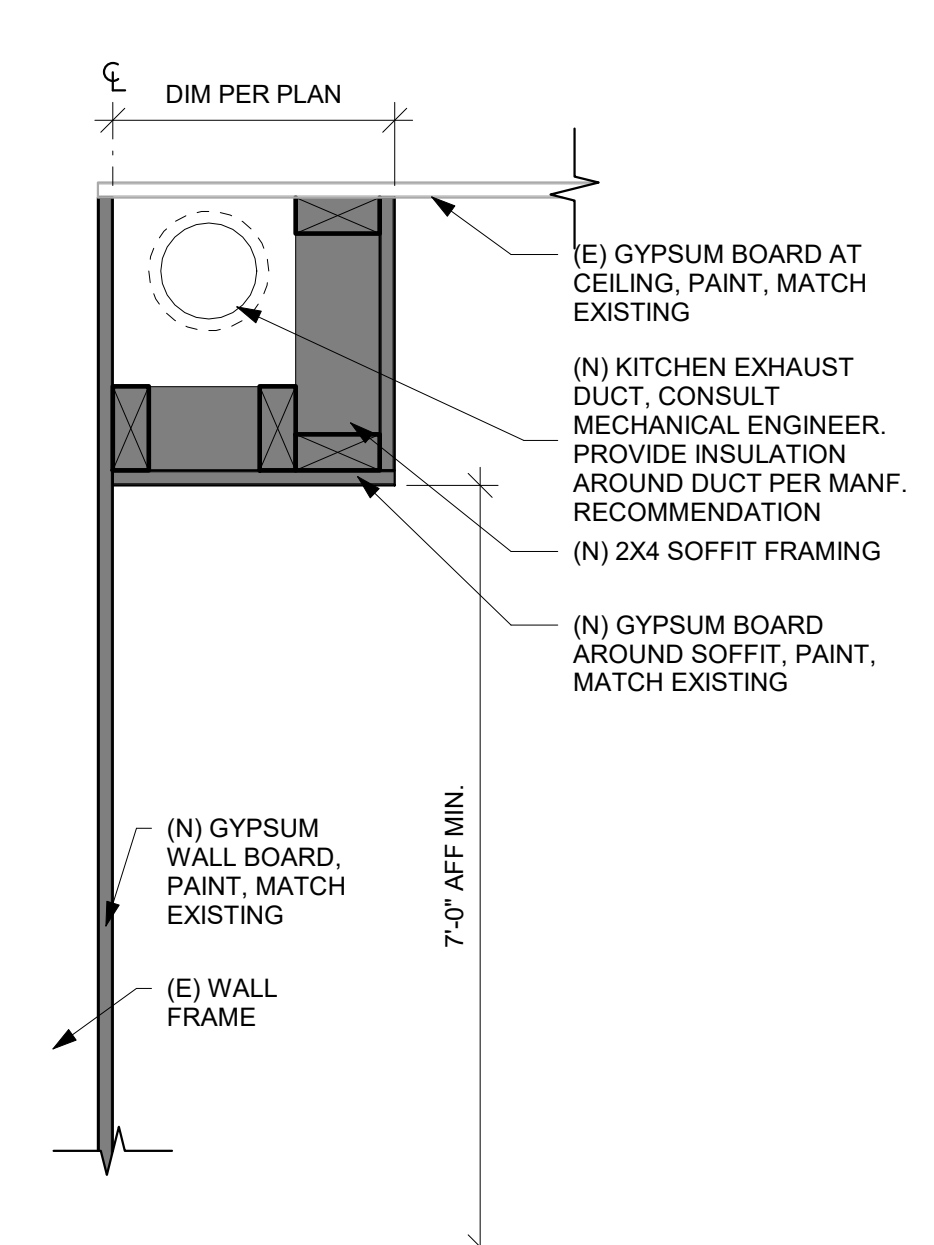 ℄
DIM PER PLAN
(E) GYPSUM BOARD AT
CEILING, PAINT, MATCH
EXISTING
(N) KITCHEN EXHAUST
DUCT, CONSULT
MECHANICAL ENGINEER.
PROVIDE INSULATION
AROUND DUCT PER MANF.
RECOMMENDATION
(N) 2X4 SOFFIT FRAMING
(N) GYPSUM BOARD
AROUND SOFFIT, PAINT,
MATCH EXISTING
7'-0" AFF MIN.
(N) GYPSUM
WALL BOARD,
PAINT, MATCH
EXISTING
(E) WALL
FRAME